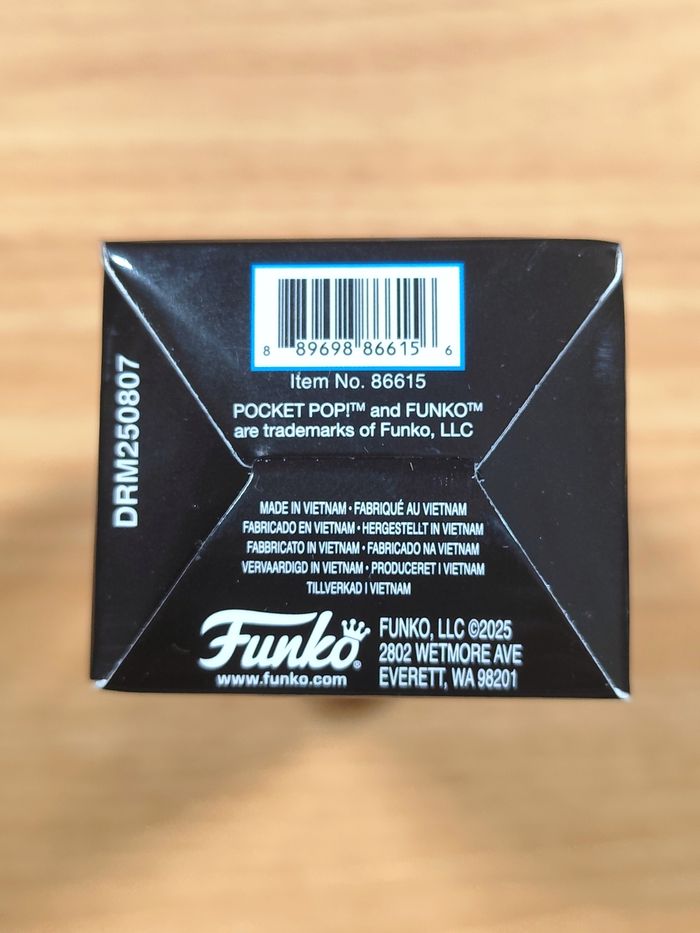 8 89698 86615 6
Item No. 86615
POCKET POP!™ and FUNKO™
are trademarks of Funko, LLC
DRM250807
MADE IN VIETNAM • FABRIQUÉ AU VIETNAM
FABRICADO EN VIETNAM • HERGESTELLT IN VIETNAM
FABBRICATO IN VIETNAM • FABRICADO NA VIETNAM
VERVAARDIGD IN VIETNAM • PRODUCERET I VIETNAM
TILLVERKAD I VIETNAM
Funko®
www.funko.com
FUNKO, LLC ©2025
2802 WETMORE AVE
EVERETT, WA 98201